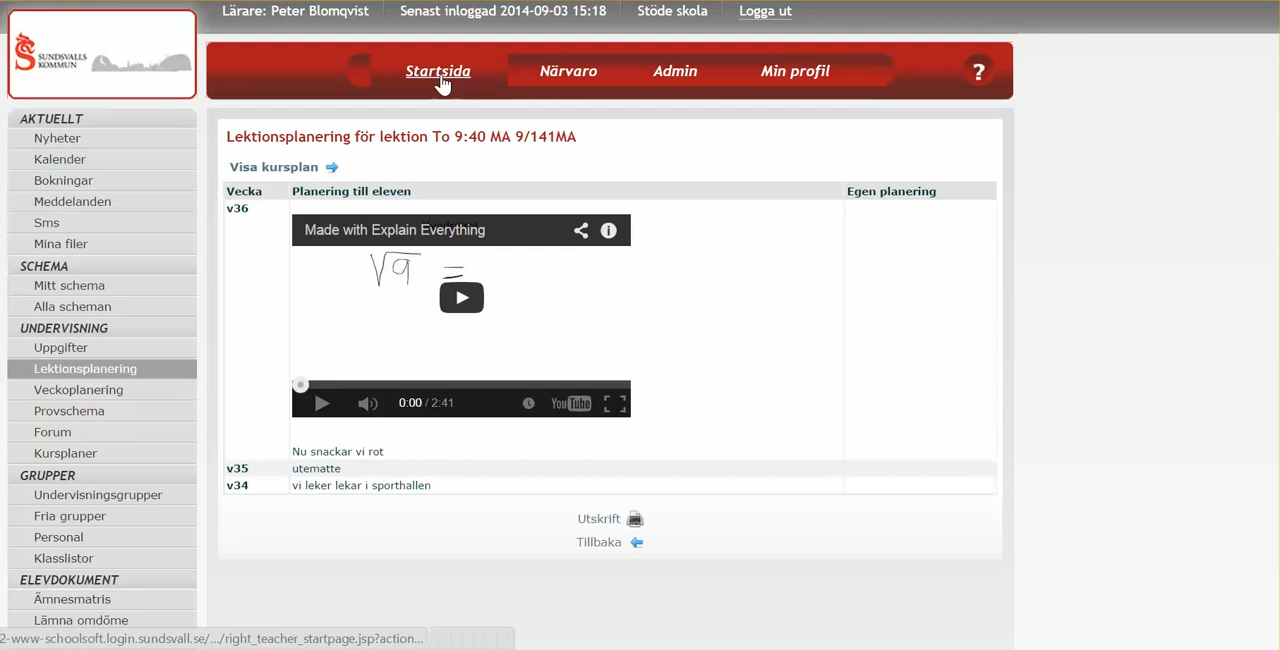 Lärare: Peter Blomqvist Senast inloggad 2014-09-03 15:18 Stöde skola Logga ut
SUNDSVALLS KOMMUN
Startsida Närvaro Admin Min profil ?
AKTUELLT
Nyheter
Kalender
Bokningar
Meddelanden
Sms
Mina filer
SCHEMA
Mitt schema
Alla scheman
UNDERVISNING
Uppgifter
Lektionsplanering
Veckoplanering
Provschema
Forum
Kursplaner
GRUPPER
Undervisningsgrupper
Fria grupper
Personal
Klasslistor
ELEVDOKUMENT
Ämnesmatris
Lämna omdöme
Lektionsplanering för lektion To 9:40 MA 9/141MA
Visa kursplan
Vecka Planering till eleven Egen planering
v36
Made with Explain Everything
√9 =
0:00 / 2:41 YouTube
Nu snackar vi rot
v35 utematte
v34 vi leker lekar i sporthallen
Utskrift
Tillbaka
2-www-schoolsoft.login.sundsvall.se/.../right_teacher_startpage.jsp?action...